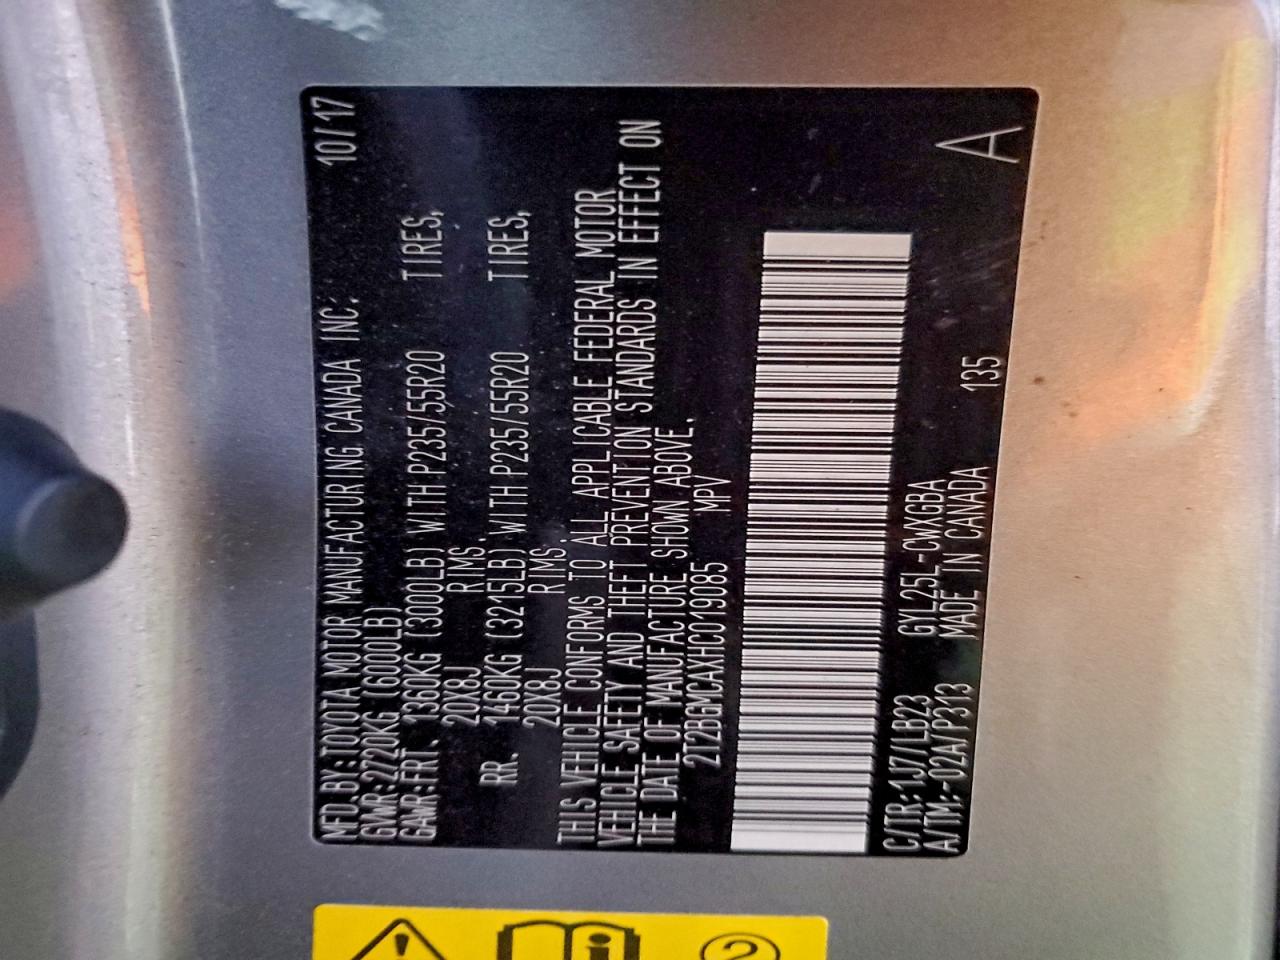 MFD.BY:TOYOTA MOTOR MANUFACTURING CANADA INC. 10/17
GVWR:2720KG (6000LB)
GAWR:FRT. 1360KG (3000LB) WITH P235/55R20 TIRES,
20X8J RIMS.
RR. 1460KG (3215LB) WITH P235/55R20 TIRES,
20X8J RIMS.
THIS VEHICLE CONFORMS TO ALL APPLICABLE FEDERAL MOTOR
VEHICLE SAFETY AND THEFT PREVENTION STANDARDS IN EFFECT ON
THE DATE OF MANUFACTURE SHOWN ABOVE.
2T2BGMCAXHC019085 MPV
C/TR:1J7/LB23 GYL25L-CWXGBA
A/TM:-02A/P313 MADE IN CANADA 135
A